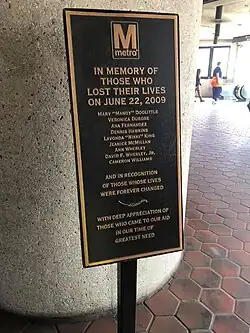 M
metro
IN MEMORY OF
THOSE WHO
LOST THEIR LIVES
ON JUNE 22, 2009
MARY "MANDY" DOOLITTLE
VERONICA DUBOSE
ANA FERNANDEZ
DENNIS HAWKINS
LAVONDA "NIKKI" KING
JEANICE MCMILLAN
ANN WHERLEY
DAVID F. WHERLEY, JR.
CAMERON WILLIAMS
AND IN RECOGNITION
OF THOSE WHOSE LIVES
WERE FOREVER CHANGED
WITH DEEP APPRECIATION OF
THOSE WHO CAME TO OUR AID
IN OUR TIME OF
GREATEST NEED